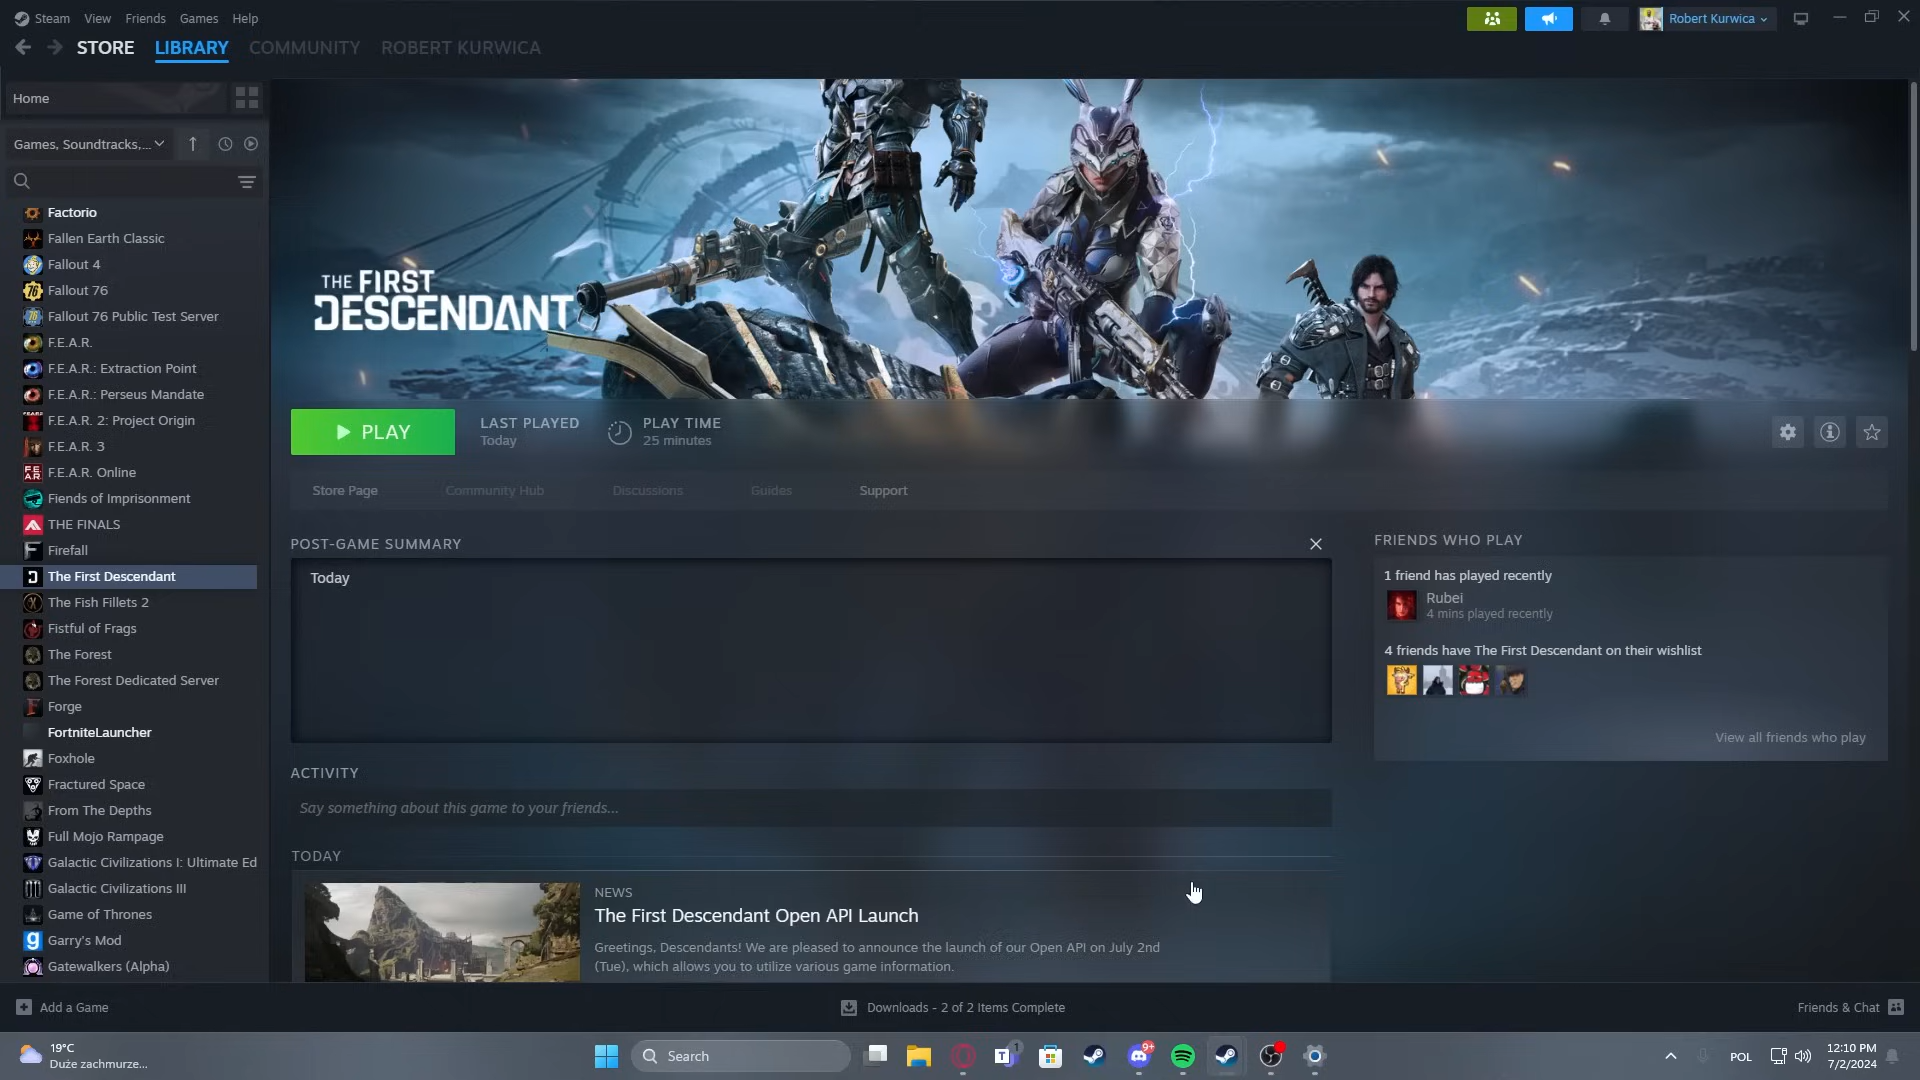 Steam View Friends Games Help
Robert Kurwica
STORE LIBRARY COMMUNITY ROBERT KURWICA
Home
Games, Soundtracks,...
Factorio
Fallen Earth Classic
Fallout 4
Fallout 76
Fallout 76 Public Test Server
F.E.A.R.
F.E.A.R.: Extraction Point
F.E.A.R.: Perseus Mandate
F.E.A.R. 2: Project Origin
F.E.A.R. 3
F.E.A.R. Online
Fiends of Imprisonment
THE FINALS
Firefall
The First Descendant
The Fish Fillets 2
Fistful of Frags
The Forest
The Forest Dedicated Server
Forge
FortniteLauncher
Foxhole
Fractured Space
From The Depths
Full Mojo Rampage
Galactic Civilizations I: Ultimate Ed
Galactic Civilizations III
Game of Thrones
Garry's Mod
Gatewalkers (Alpha)
THE FIRST
DESCENDANT
PLAY
LAST PLAYED
Today
PLAY TIME
25 minutes
Store Page Community Hub Discussions Guides Support
POST-GAME SUMMARY
Today
FRIENDS WHO PLAY
1 friend has played recently
Rubei
4 mins played recently
4 friends have The First Descendant on their wishlist
View all friends who play
ACTIVITY
Say something about this game to your friends...
TODAY
NEWS
The First Descendant Open API Launch
Greetings, Descendants! We are pleased to announce the launch of our Open API on July 2nd
(Tue), which allows you to utilize various game information.
Add a Game
Downloads - 2 of 2 Items Complete
Friends & Chat
19°C
Duże zachmurze...
Search
1
9+
POL
12:10 PM
7/2/2024